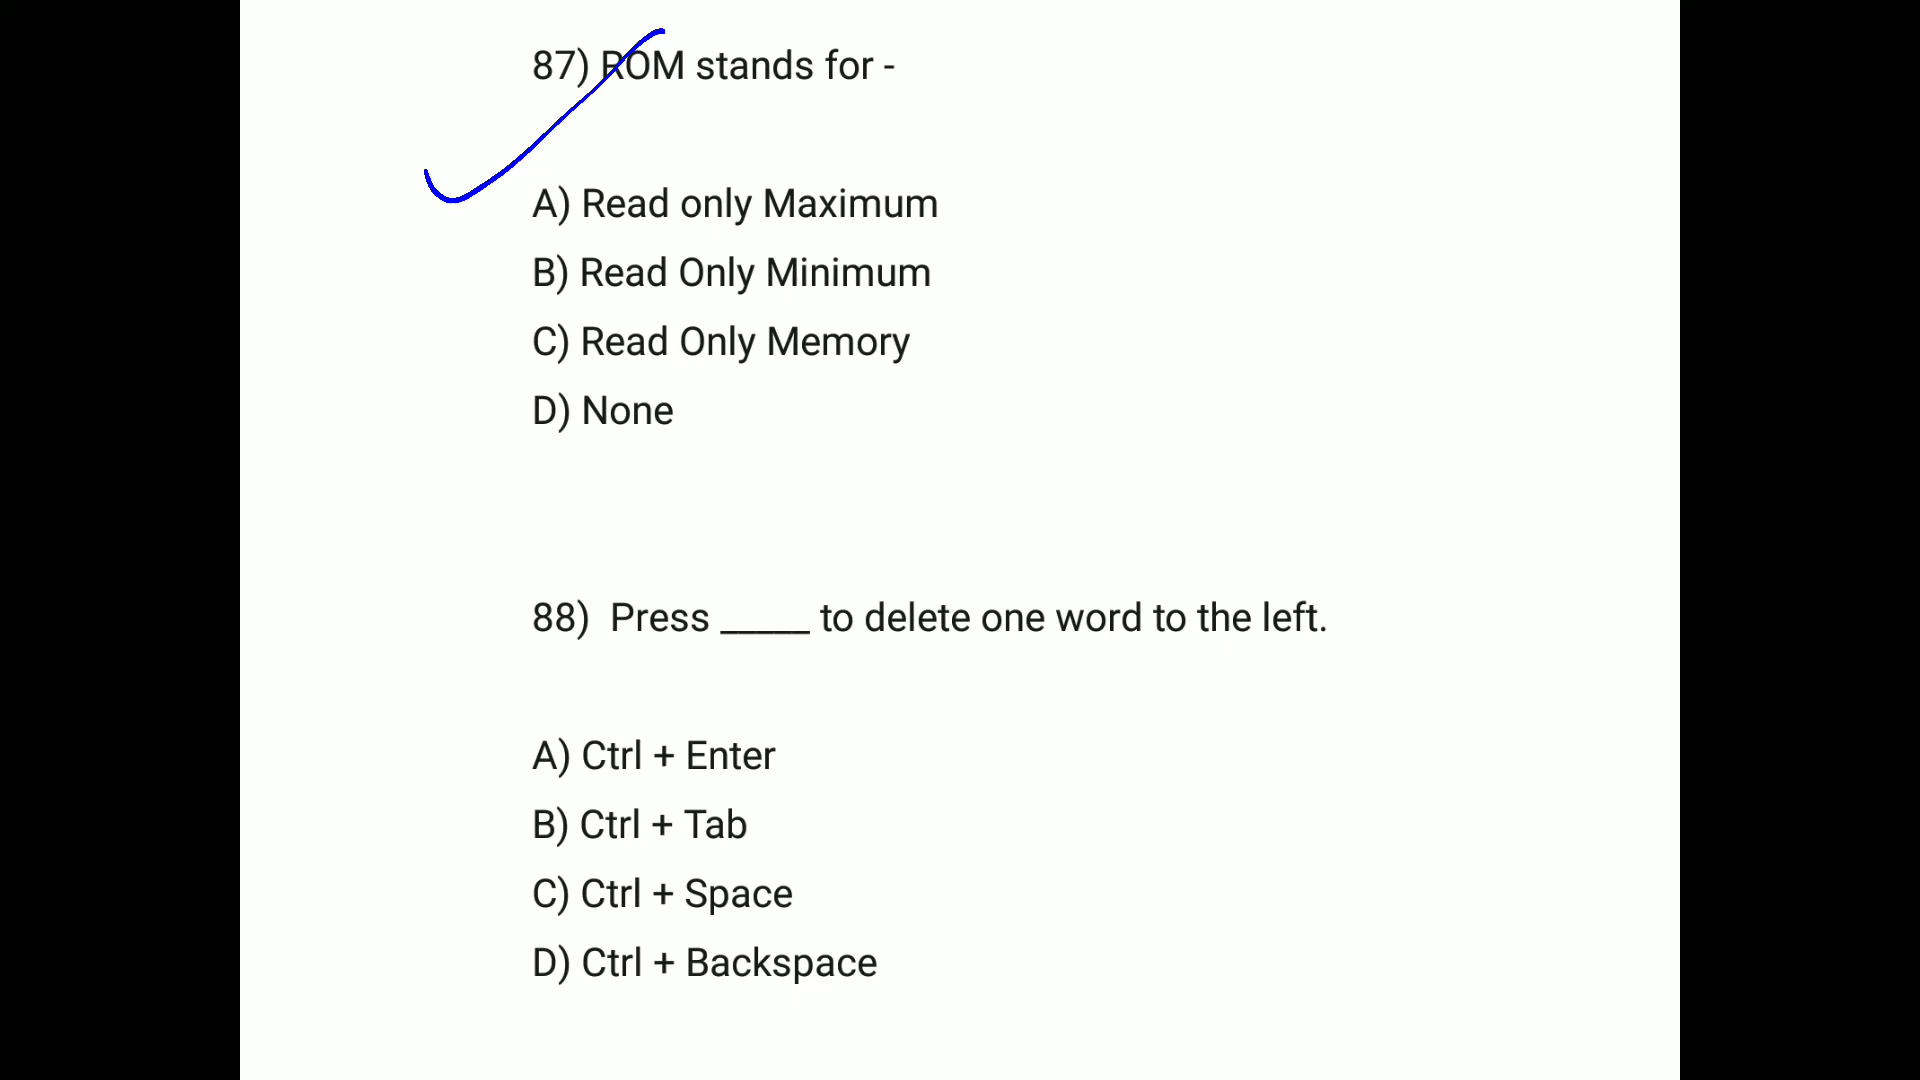 87) ROM stands for -
A) Read only Maximum
B) Read Only Minimum
C) Read Only Memory
D) None
88) Press _____ to delete one word to the left.
A) Ctrl + Enter
B) Ctrl + Tab
C) Ctrl + Space
D) Ctrl + Backspace